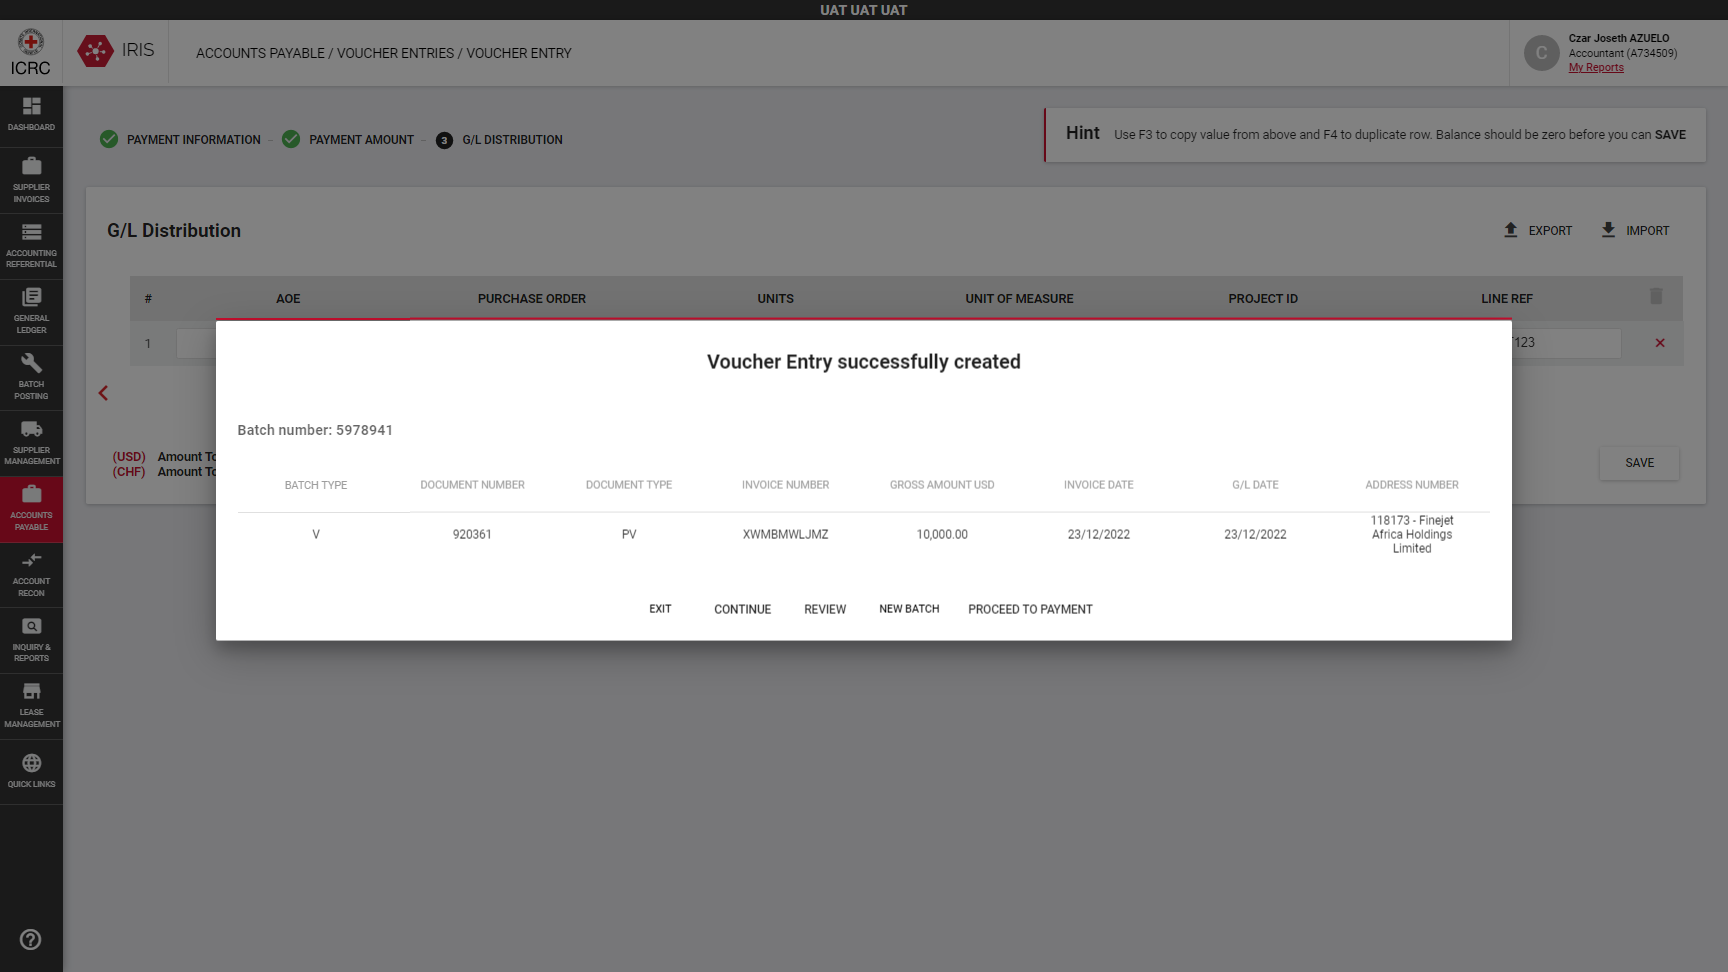 UAT UAT UAT
ICRC
IRIS
ACCOUNTS PAYABLE / VOUCHER ENTRIES / VOUCHER ENTRY
C
Czar Joseth AZUELO
Accountant (A734509)
My Reports
DASHBOARD
SUPPLIER
INVOICES
ACCOUNTING
REFERENTIAL
GENERAL
LEDGER
BATCH
POSTING
SUPPLIER
MANAGEMENT
ACCOUNTS
PAYABLE
ACCOUNT
RECON
INQUIRY &
REPORTS
LEASE
MANAGEMENT
QUICK LINKS
PAYMENT INFORMATION
PAYMENT AMOUNT
3 G/L DISTRIBUTION
Hint Use F3 to copy value from above and F4 to duplicate row. Balance should be zero before you can SAVE
G/L Distribution
EXPORT
IMPORT
# AOE PURCHASE ORDER UNITS UNIT OF MEASURE PROJECT ID LINE REF
1
123
(USD) Amount To
(CHF) Amount To
SAVE
Voucher Entry successfully created
Batch number: 5978941
BATCH TYPE DOCUMENT NUMBER DOCUMENT TYPE INVOICE NUMBER GROSS AMOUNT USD INVOICE DATE G/L DATE ADDRESS NUMBER
V 920361 PV XWMBMWLJMZ 10,000.00 23/12/2022 23/12/2022 118173 - Finejet
Africa Holdings
Limited
EXIT CONTINUE REVIEW NEW BATCH PROCEED TO PAYMENT